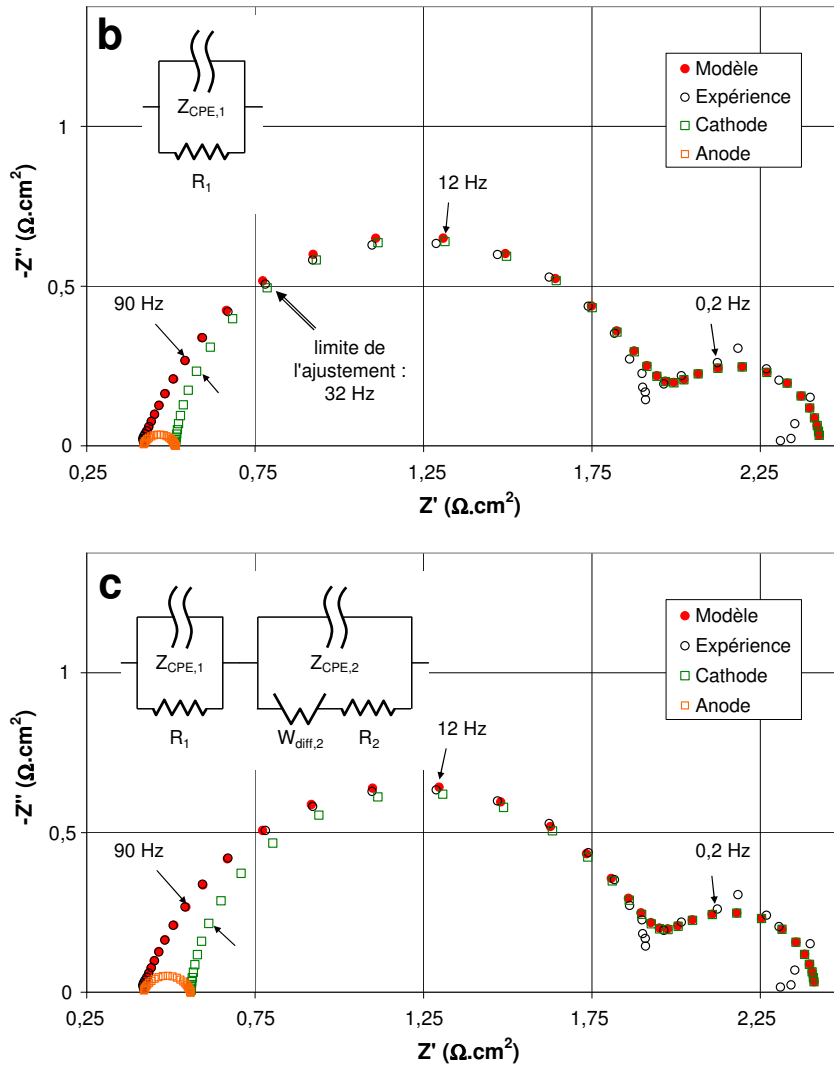 b
Z_CPE,1
R_1
Modèle
Expérience
Cathode
Anode
12 Hz
90 Hz
0,2 Hz
limite de
l'ajustement :
32 Hz
-Z'' (Ω.cm²)
1
0,5
0
0,25
0,75
1,25
1,75
2,25
Z' (Ω.cm²)
c
Z_CPE,1
Z_CPE,2
R_1
W_diff,2
R_2
Modèle
Expérience
Cathode
Anode
12 Hz
90 Hz
0,2 Hz
-Z'' (Ω.cm²)
1
0,5
0
0,25
0,75
1,25
1,75
2,25
Z' (Ω.cm²)